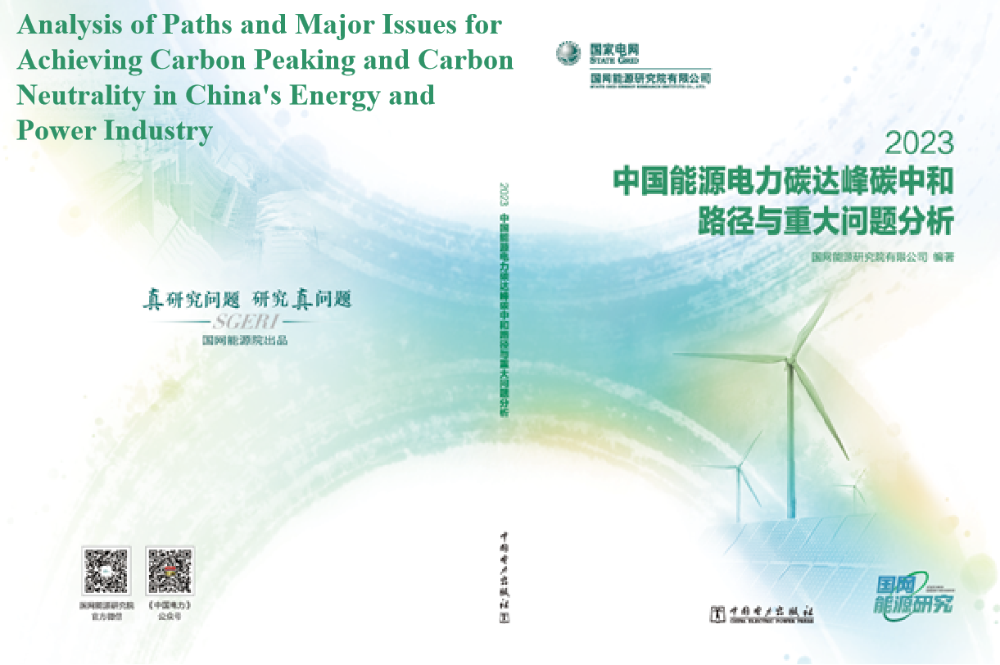 Analysis of Paths and Major Issues for
Achieving Carbon Peaking and Carbon
Neutrality in China's Energy and
Power Industry
国家电网
STATE GRID
国网能源研究院有限公司
STATE GRID ENERGY RESEARCH INSTITUTE CO., LTD.
2023
中国能源电力碳达峰碳中和
路径与重大问题分析
国网能源研究院有限公司 编著
2023 中国能源电力碳达峰碳中和路径与重大问题分析
真研究问题 研究真问题
SGERI
国网能源院出品
国网能源研究院
官方微信
《中国电力》
公众号
中国电力出版社
中国电力出版社
CHINA ELECTRIC POWER PRESS
国网
能源研究